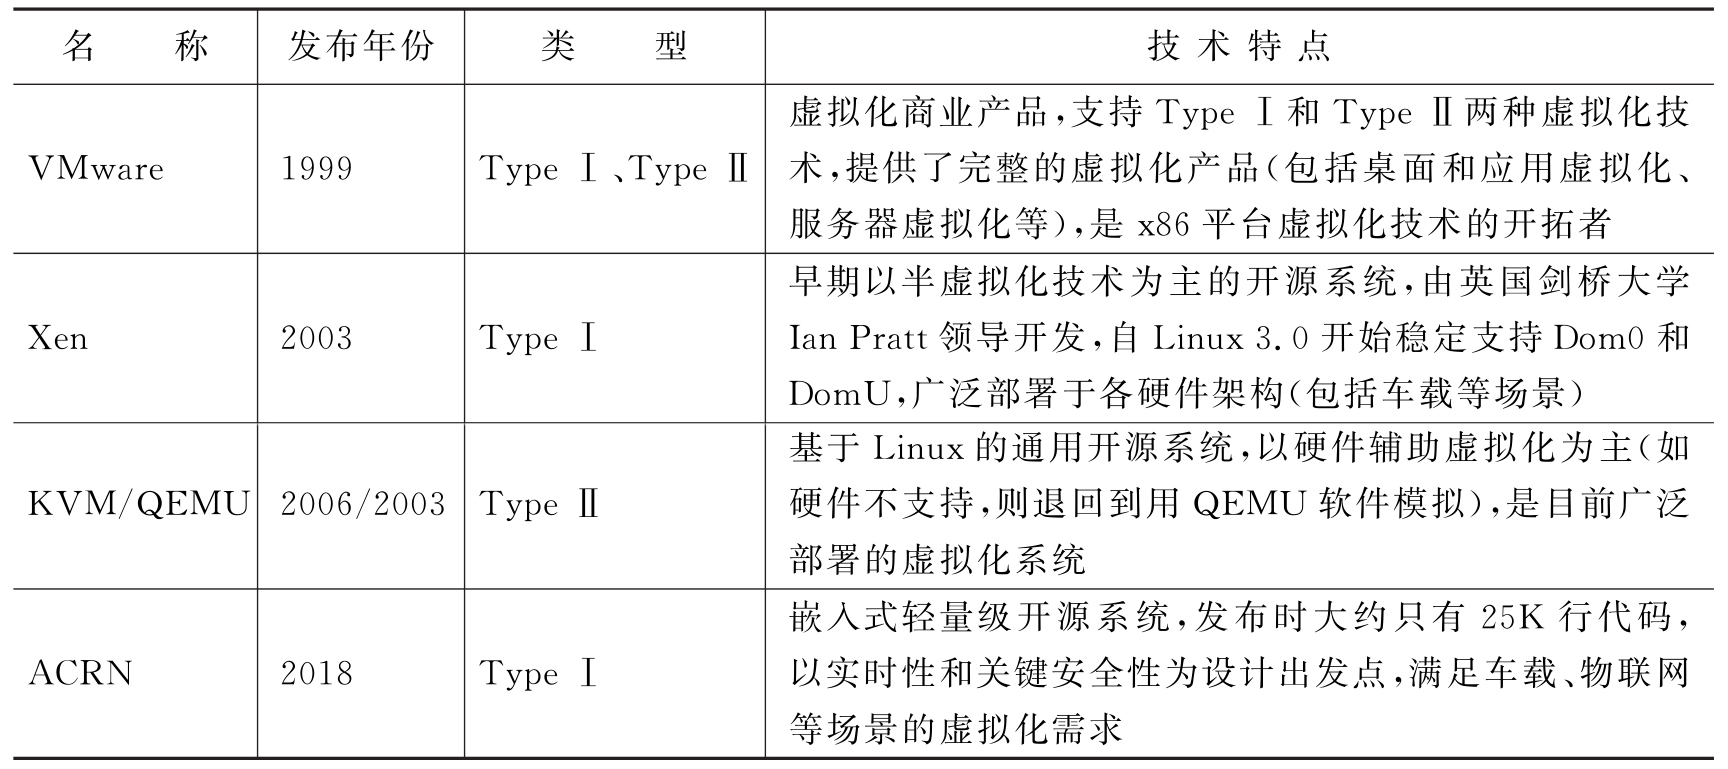 名 称 发布年份 类 型 技术特点
VMware 1999 Type Ⅰ、Type Ⅱ 虚拟化商业产品,支持 Type Ⅰ和 Type Ⅱ两种虚拟化技
术,提供了完整的虚拟化产品(包括桌面和应用虚拟化、
服务器虚拟化等),是 x86 平台虚拟化技术的开拓者
Xen 2003 Type Ⅰ 早期以半虚拟化技术为主的开源系统,由英国剑桥大学
Ian Pratt 领导开发,自 Linux 3.0 开始稳定支持 Dom0 和
DomU,广泛部署于各硬件架构(包括车载等场景)
KVM/QEMU 2006/2003 Type Ⅱ 基于 Linux 的通用开源系统,以硬件辅助虚拟化为主(如
硬件不支持,则退回到用 QEMU 软件模拟),是目前广泛
部署的虚拟化系统
ACRN 2018 Type Ⅰ 嵌入式轻量级开源系统,发布时大约只有 25K 行代码,
以实时性和关键安全性为设计出发点,满足车载、物联网
等场景的虚拟化需求